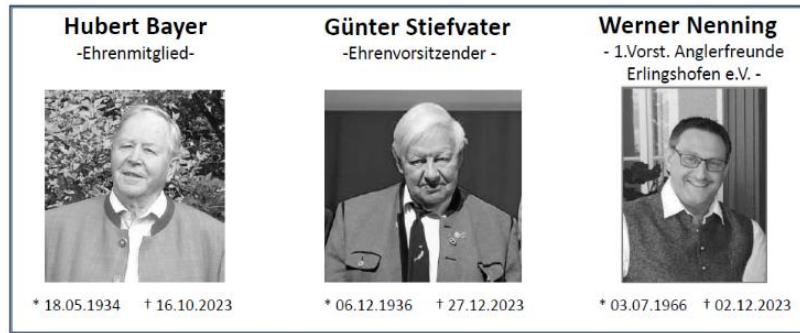 Hubert Bayer
-Ehrenmitglied-
* 18.05.1934 † 16.10.2023
Günter Stiefvater
-Ehrenvorsitzender -
* 06.12.1936 † 27.12.2023
Werner Nenning
- 1.Vorst. Anglerfreunde
Erlingshofen e.V. -
* 03.07.1966 † 02.12.2023